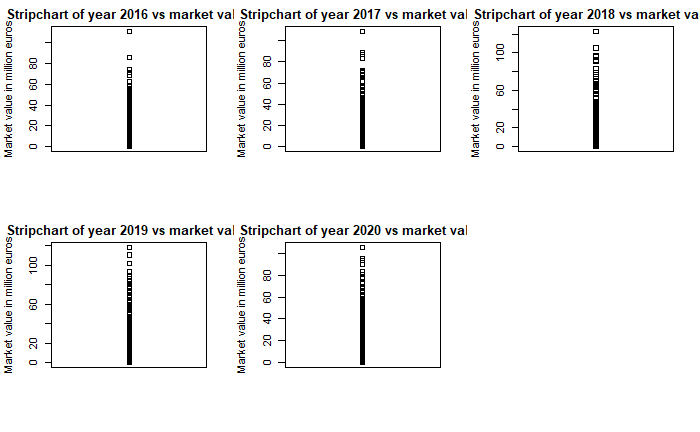 Stripchart of year 2016 vs market val
Market value in million euros
80
60
40
20
0
Stripchart of year 2017 vs market val
Market value in million euros
80
60
40
20
0
Stripchart of year 2018 vs market va
Market value in million euros
100
60
20
0
Stripchart of year 2019 vs market val
Market value in million euros
100
60
20
0
Stripchart of year 2020 vs market val
Market value in million euros
80
60
40
20
0